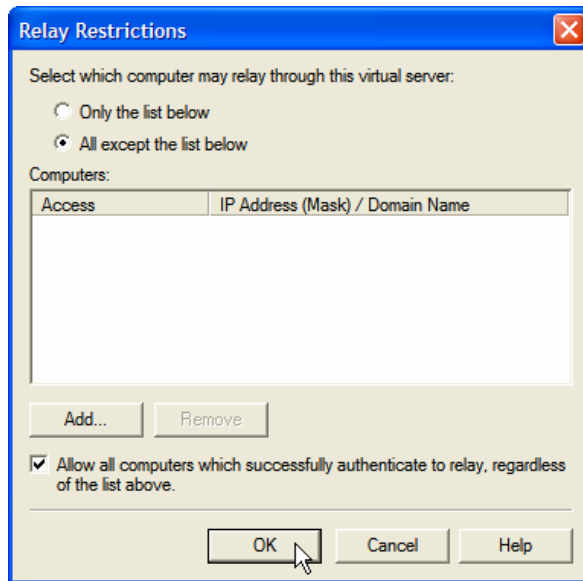 Relay Restrictions
Select which computer may relay through this virtual server:
Only the list below
All except the list below
Computers:
Access IP Address (Mask) / Domain Name
Add... Remove
Allow all computers which successfully authenticate to relay, regardless
of the list above.
OK Cancel Help